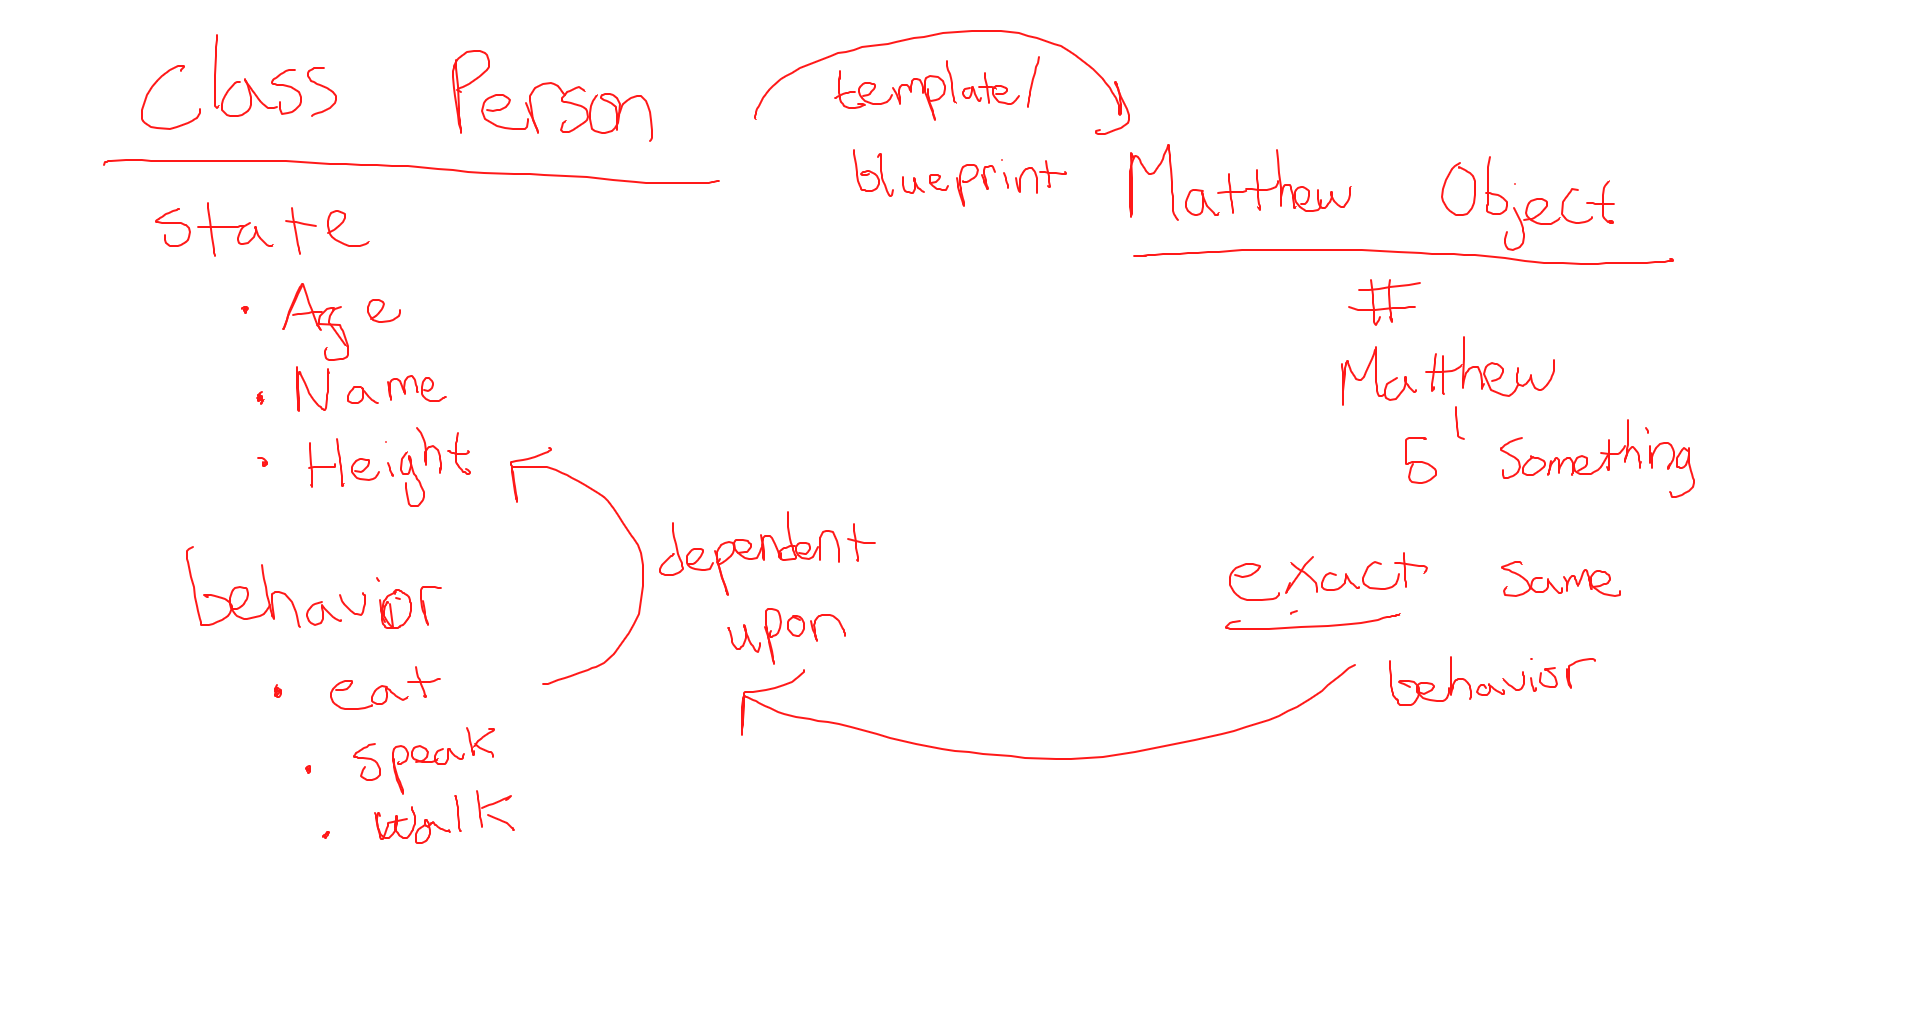 Class Person
template/
blueprint
State
• Age
• Name
• Height
behavior
• eat
• speak
• walk
dependent
upon
Matthew Object
#
Matthew
5' Something
exact same
behavior